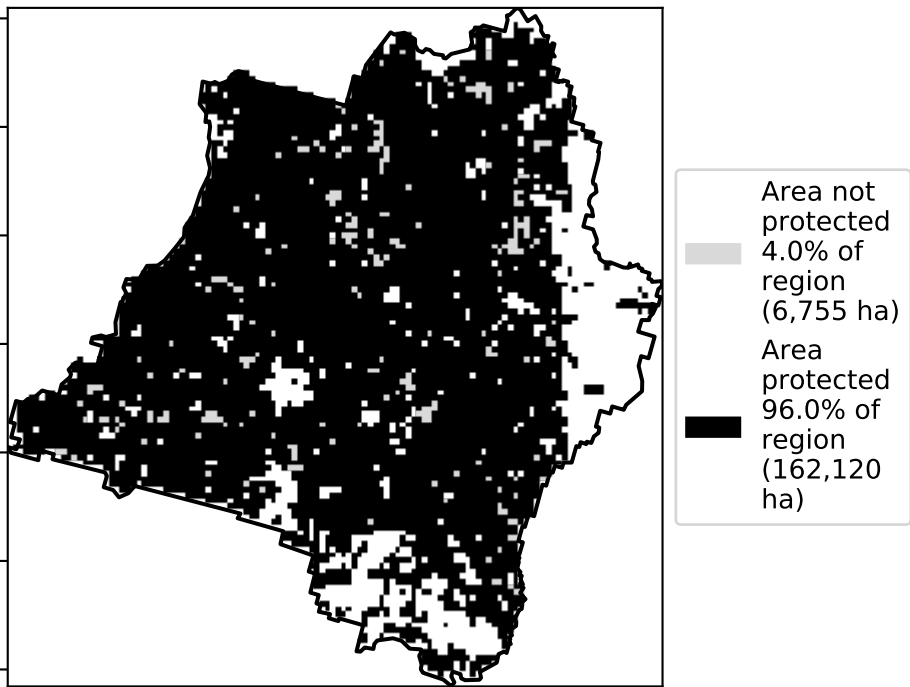 Area not
protected
4.0% of
region
(6,755 ha)
Area
protected
96.0% of
region
(162,120
ha)